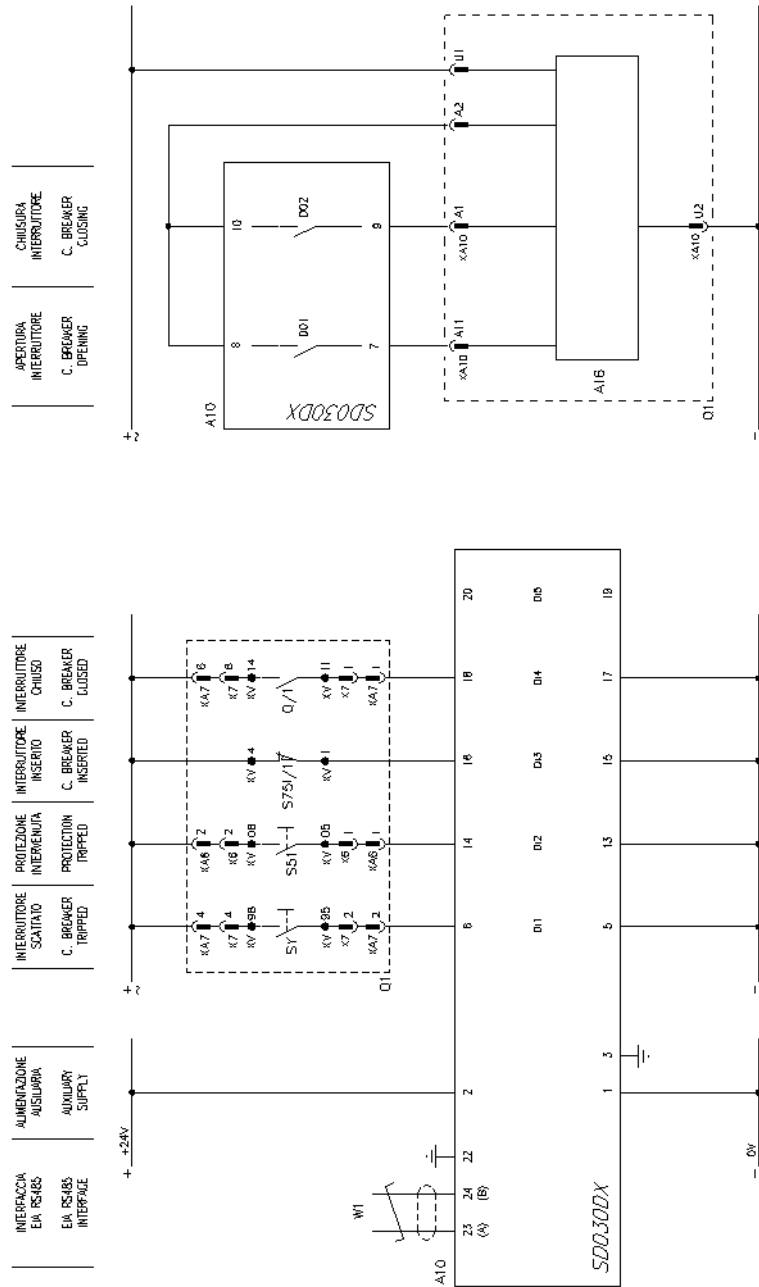 INTERFACCIA
EIA RS485
EIA RS485
INTERFACE
ALIMENTAZIONE
AUSILIARIA
AUXILIARY
SUPPLY
INTERRUTTORE
SCATTATO
C. BREAKER
TRIPPED
PROTEZIONE
INTERVENUTA
PROTECTION
TRIPPED
INTERRUTTORE
INSERITO
C. BREAKER
INSERTED
INTERRUTTORE
CHIUSO
C. BREAKER
CLOSED
APERTURA
INTERRUTTORE
C. BREAKER
OPENING
CHIUSURA
INTERRUTTORE
C. BREAKER
CLOSING
+ +24V
+
~
+
~
XA7 4
X7 4
XV 98
SY
XV 95
X7 2
XA7 2
XA6 2
X6 2
XV 08
S51
XV 05
X6 1
XA6 1
XV 4
S75I/1
XV 1
XA7 6
X7 8
XV 14
Q/1
XV 11
X7 1
XA7 1
Q1
W1
A10
23 24 22 2 6 14 16 18 20
(A) (B)
DI1 DI2 DI3 DI4 DI5
1 3 5 13 15 17 19
SD030DX
- 0V
-
A10
8 10
DO1 DO2
7 9
SD030DX
XA10 A11
XA10 A1
A2
U1
A16
XA10 U2
Q1
-